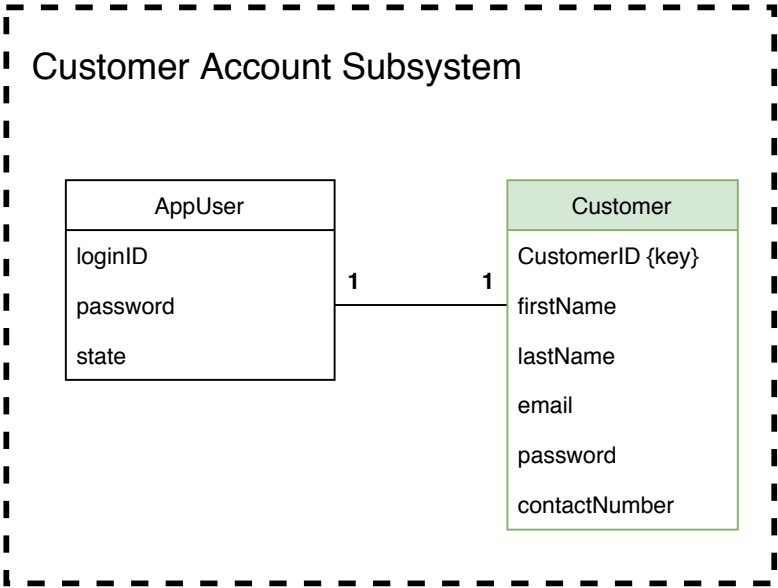 Customer Account Subsystem
AppUser
loginID
password
state
1
1
Customer
CustomerID {key}
firstName
lastName
email
password
contactNumber